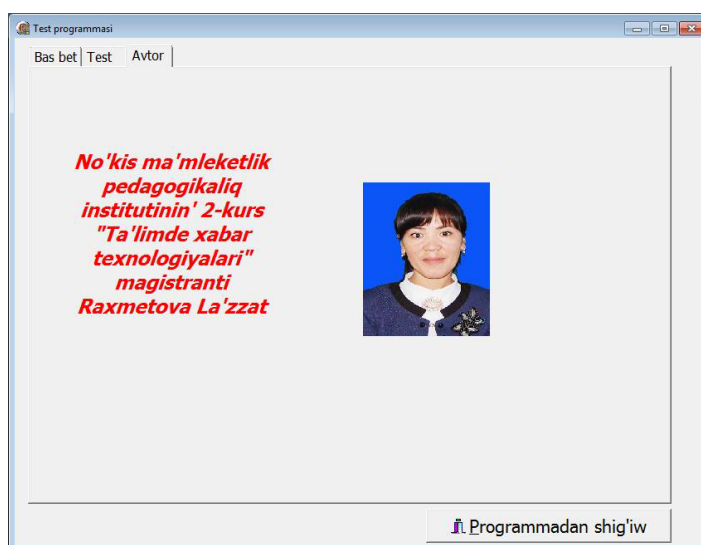 Test programmasi
Bas bet Test Avtor
No'kis ma'mleketlik
pedagogikaliq
institutinin' 2-kurs
"Ta'limde xabar
texnologiyalari"
magistranti
Raxmetova La'zzat
Programmadan shig'iw